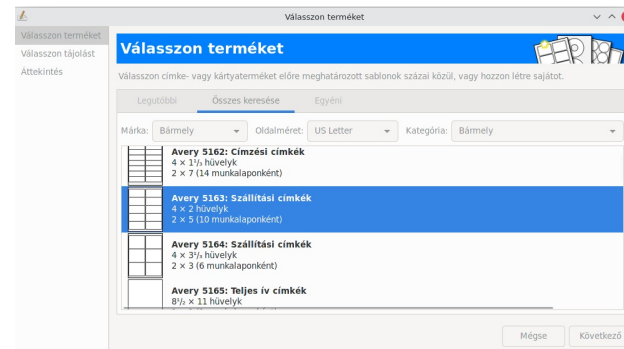 Válasszon terméket
Válasszon terméket
Válasszon tájolást
Áttekintés
Válasszon terméket
Válasszon címke- vagy kártyaterméket előre meghatározott sablonok százai közül, vagy hozzon létre sajátot.
Legutóbbi Összes keresése Egyéni
Márka: Bármely Oldalméret: US Letter Kategória: Bármely
Avery 5162: Címzési címkék
4 × 1¹/₃ hüvelyk
2 × 7 (14 munkalaponként)
Avery 5163: Szállítási címkék
4 × 2 hüvelyk
2 × 5 (10 munkalaponként)
Avery 5164: Szállítási címkék
4 × 3¹/₃ hüvelyk
2 × 3 (6 munkalaponként)
Avery 5165: Teljes ív címkék
8¹/₂ × 11 hüvelyk
Mégse Következő